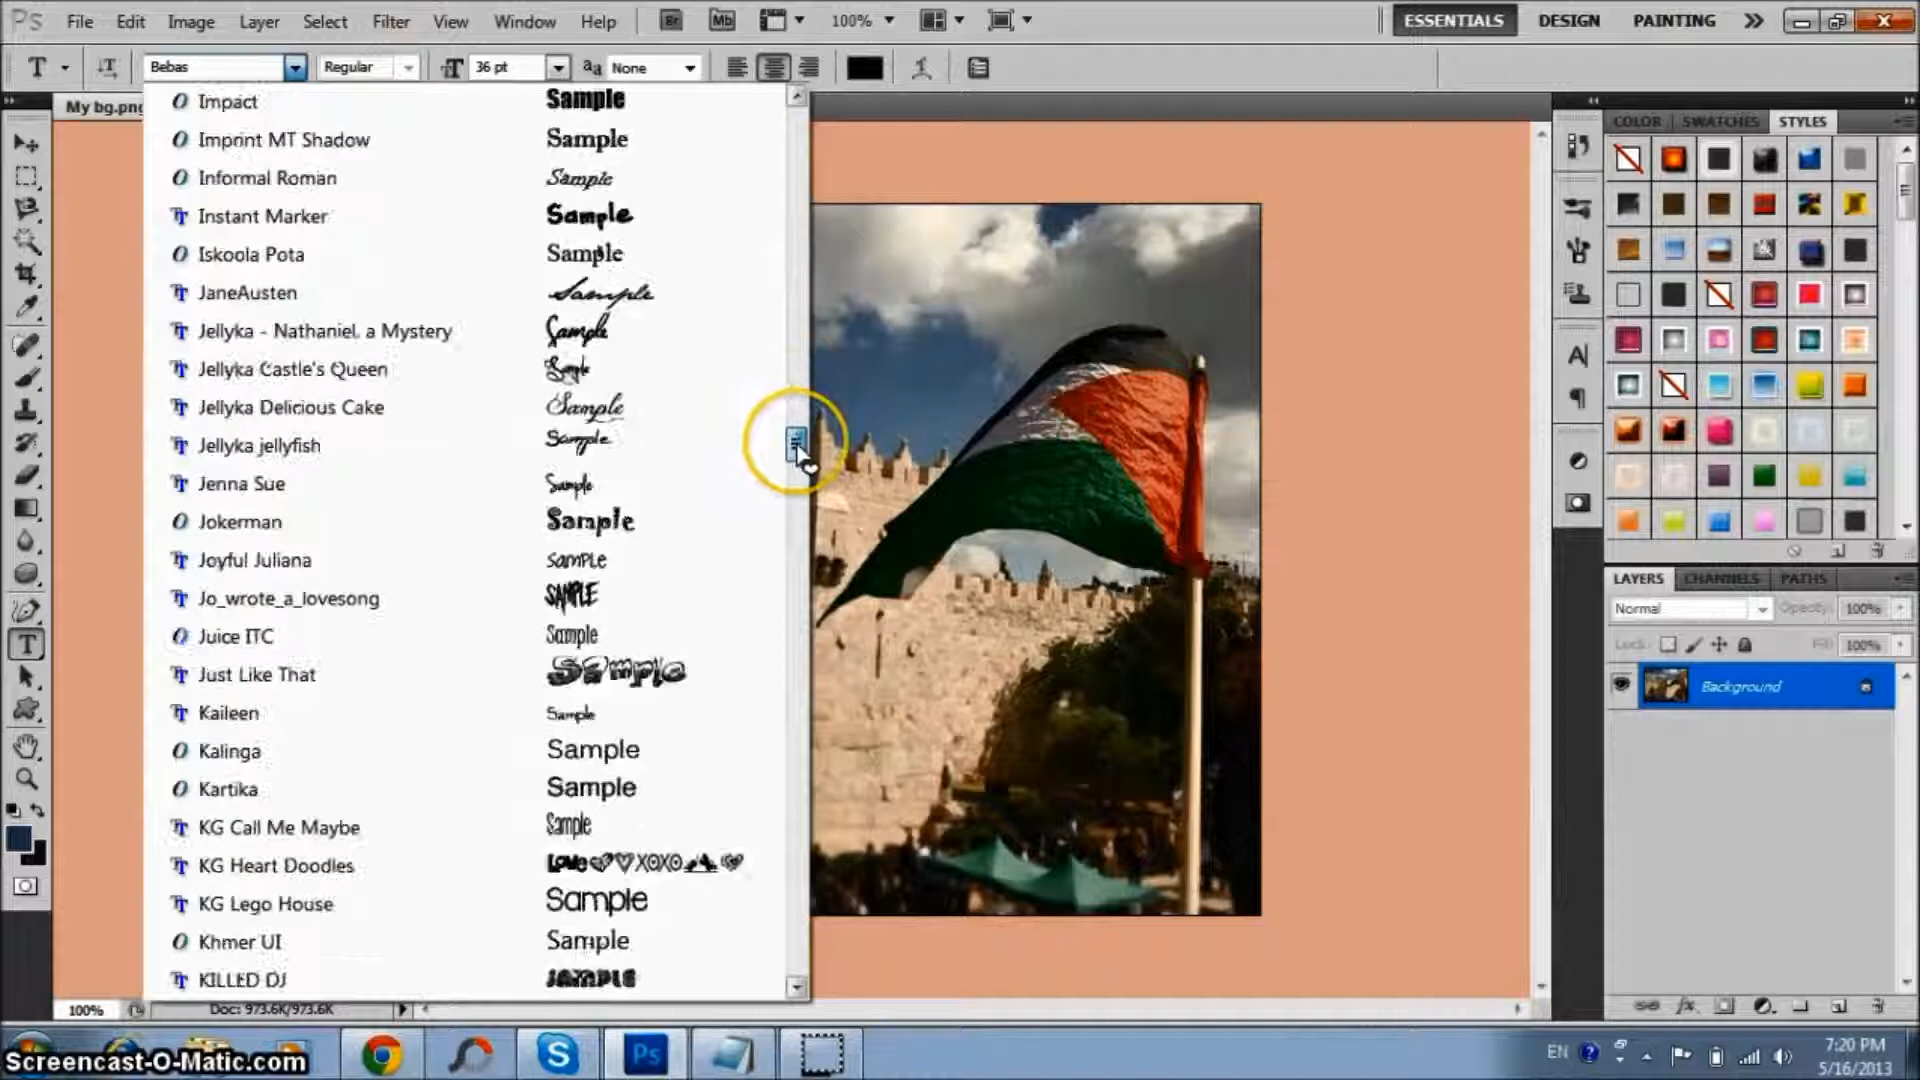 Ps File Edit Image Layer Select Filter View Window Help Br Mb 100% ESSENTIALS DESIGN PAINTING
T Bebas Regular 36 pt aa None
My bg.png
COLOR SWATCHES STYLES
Impact Sample
Imprint MT Shadow Sample
Informal Roman Sample
Instant Marker Sample
Iskoola Pota Sample
JaneAusten Sample
Jellyka - Nathaniel, a Mystery Sample
Jellyka Castle's Queen Sample
Jellyka Delicious Cake Sample
Jellyka jellyfish Sample
Jenna Sue Sample
Jokerman Sample
Joyful Juliana SAMPLE
Jo_wrote_a_lovesong SAMPLE
Juice ITC Sample
Just Like That Sample
Kaileen Sample
Kalinga Sample
Kartika Sample
KG Call Me Maybe Sample
KG Heart Doodles LOVE XOXO
KG Lego House Sample
Khmer UI Sample
KILLED DJ SAMPLE
LAYERS CHANNELS PATHS
Normal Opacity: 100%
Lock: Fill: 100%
Background
100% Doc: 973.6K/973.6K
Screencast-O-Matic.com
Ps
EN 7:20 PM
5/16/2013